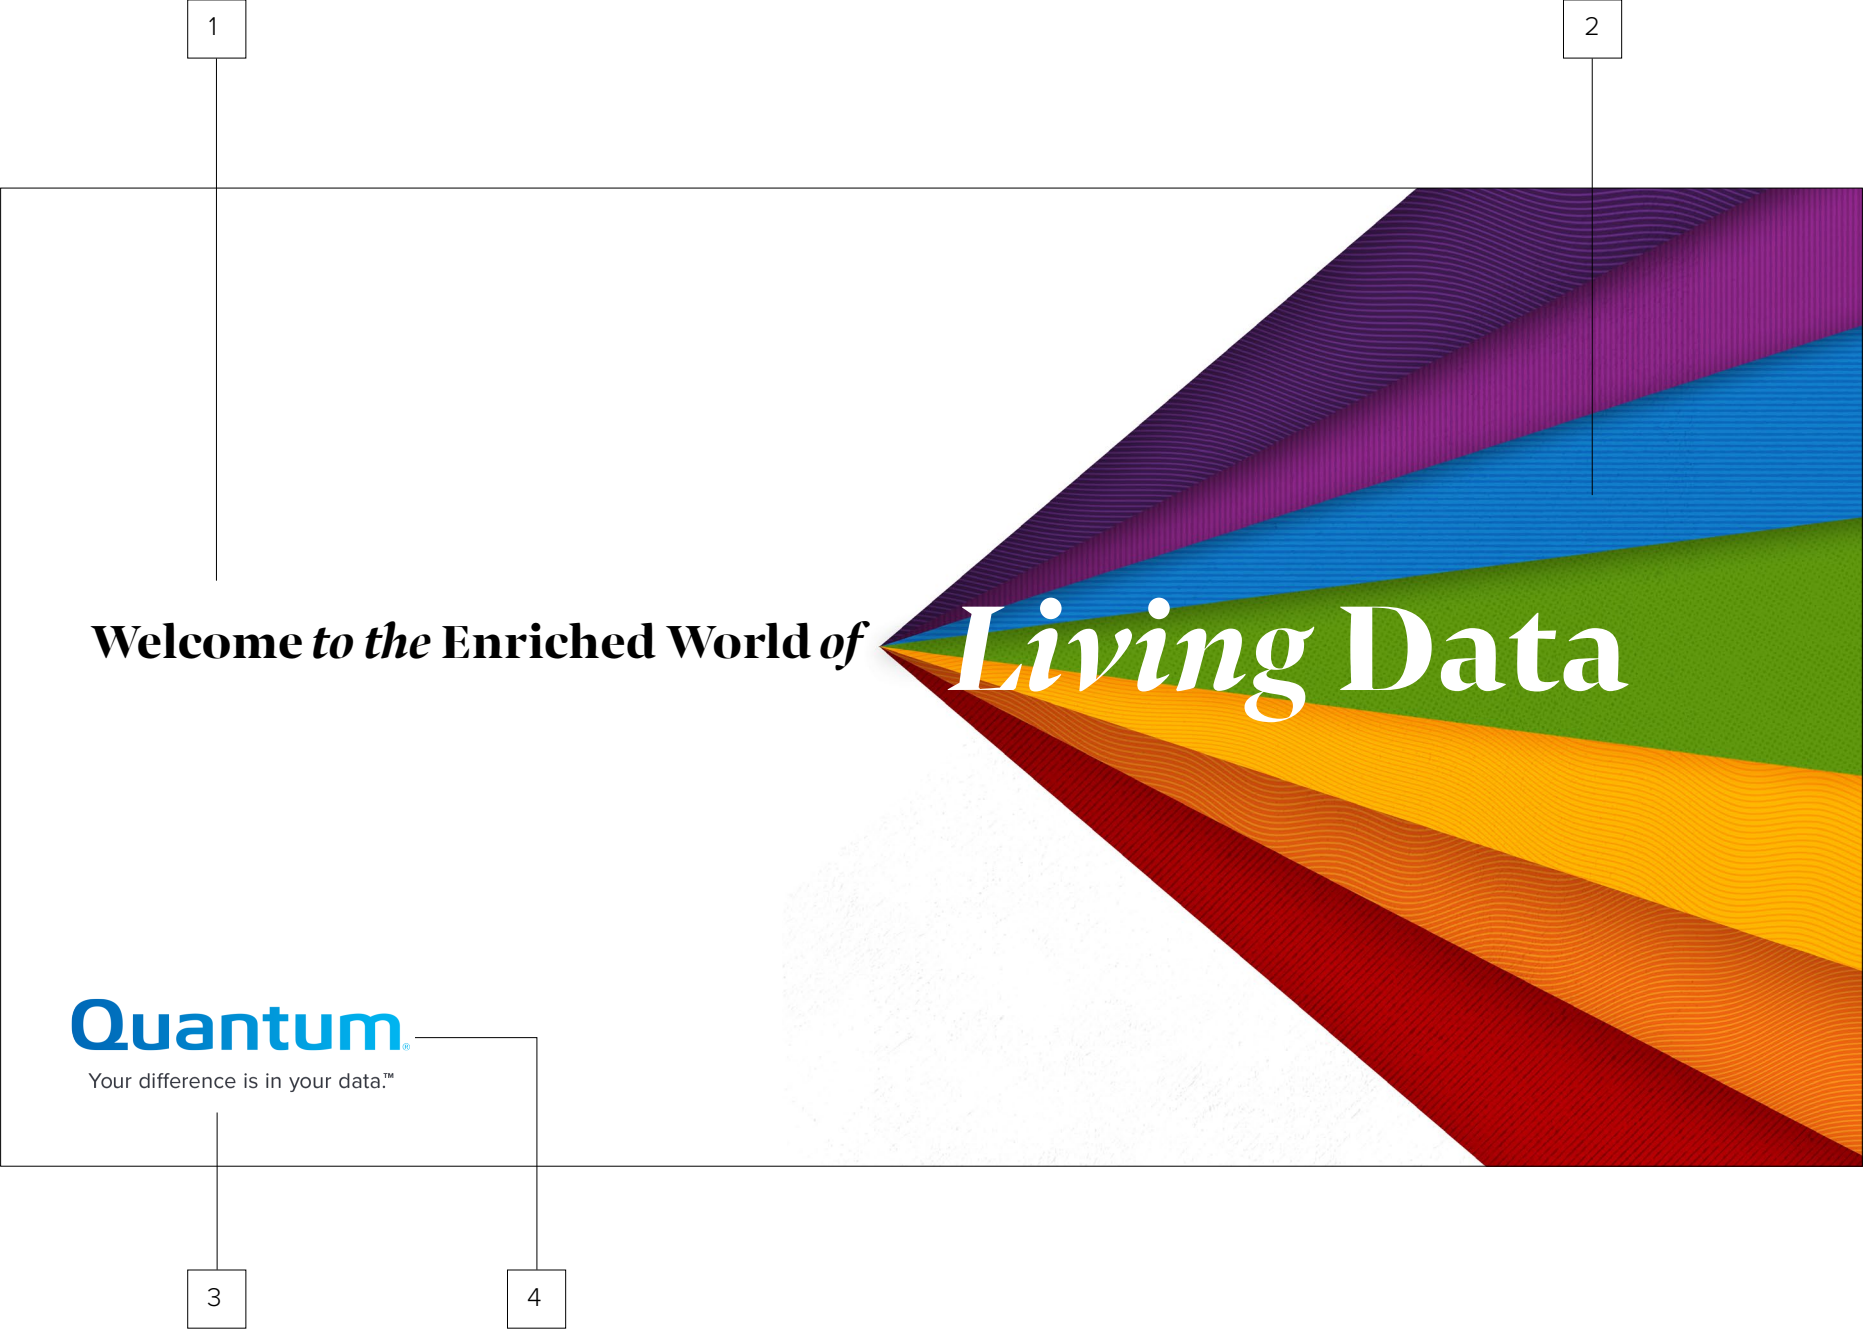 1
2
Welcome to the Enriched World of Living Data
Quantum®
Your difference is in your data.™
3
4